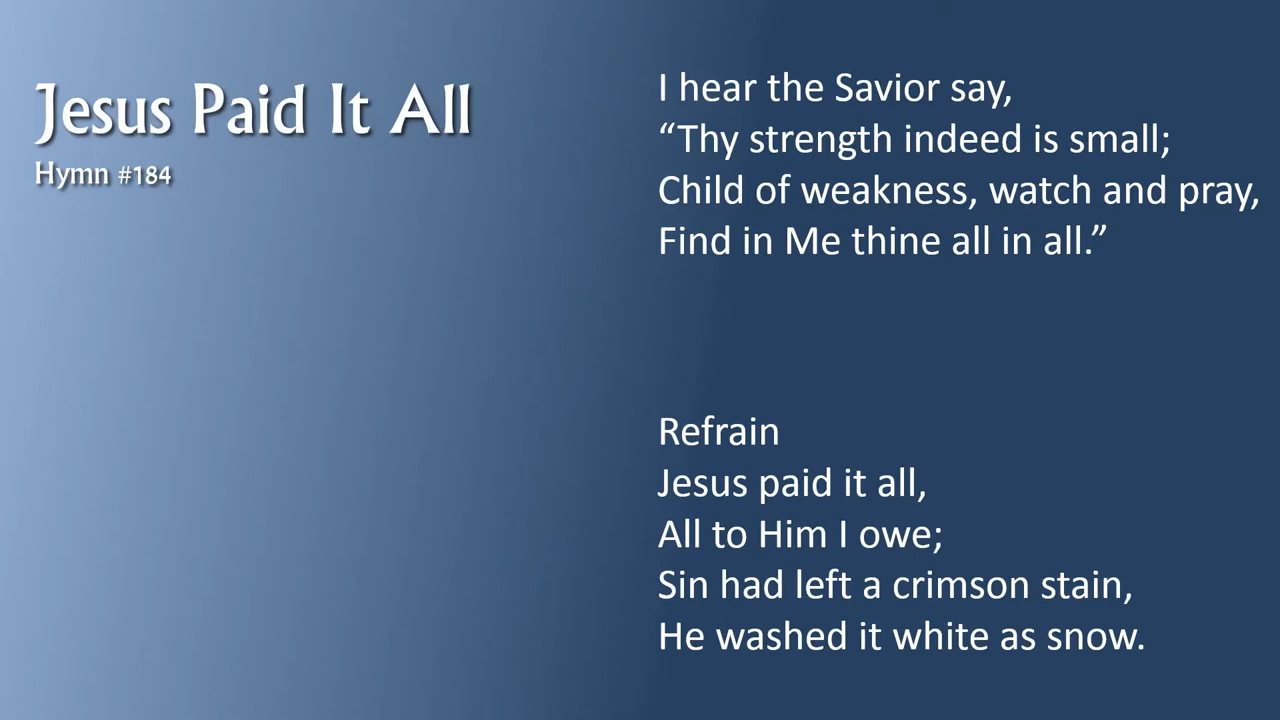 Jesus Paid It All
Hymn #184
I hear the Savior say,
“Thy strength indeed is small;
Child of weakness, watch and pray,
Find in Me thine all in all.”
Refrain
Jesus paid it all,
All to Him I owe;
Sin had left a crimson stain,
He washed it white as snow.